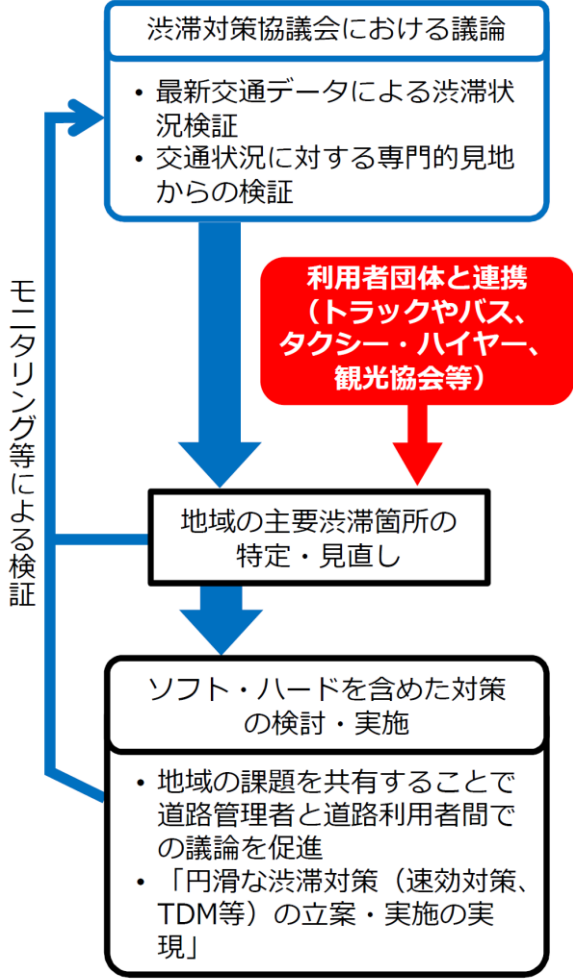 渋滞対策協議会における議論
• 最新交通データによる渋滞状
況検証
• 交通状況に対する専門的見地
からの検証
利用者団体と連携
（トラックやバス、
タクシー・ハイヤー、
観光協会等）
モニタリング等による検証
地域の主要渋滞箇所の
特定・見直し
ソフト・ハードを含めた対策
の検討・実施
• 地域の課題を共有することで
道路管理者と道路利用者間で
の議論を促進
• 「円滑な渋滞対策（速効対策、
TDM等）の立案・実施の実
現」